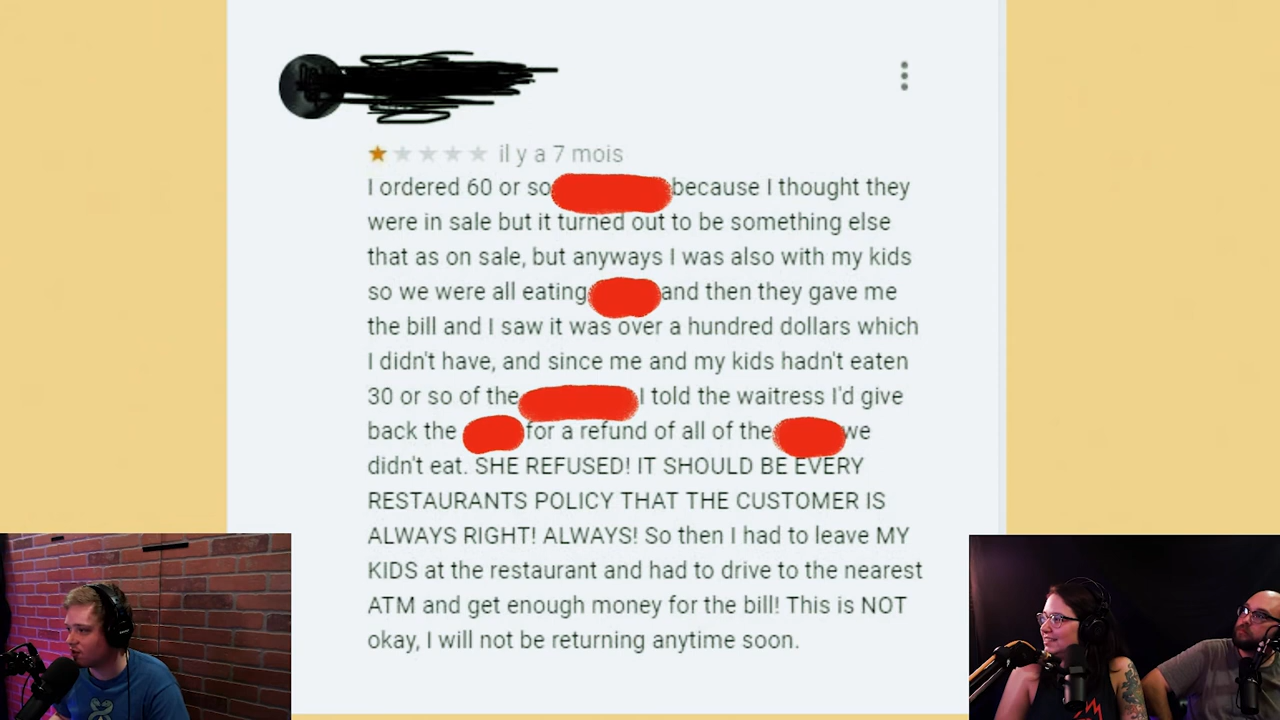 il y a 7 mois
I ordered 60 or so because I thought they
were in sale but it turned out to be something else
that as on sale, but anyways I was also with my kids
so we were all eating and then they gave me
the bill and I saw it was over a hundred dollars which
I didn't have, and since me and my kids hadn't eaten
30 or so of the I told the waitress I'd give
back the for a refund of all of the we
didn't eat. SHE REFUSED! IT SHOULD BE EVERY
RESTAURANTS POLICY THAT THE CUSTOMER IS
ALWAYS RIGHT! ALWAYS! So then I had to leave MY
KIDS at the restaurant and had to drive to the nearest
ATM and get enough money for the bill! This is NOT
okay, I will not be returning anytime soon.